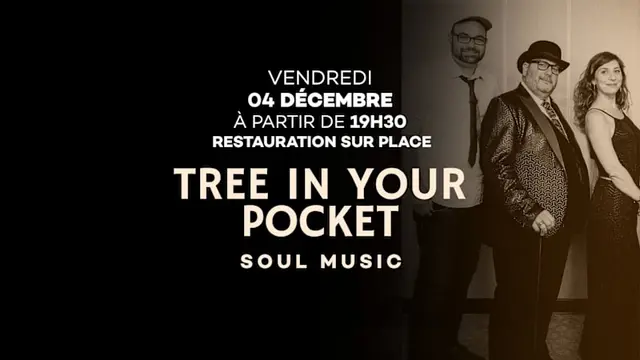 VENDREDI
04 DÉCEMBRE
À PARTIR DE 19H30
RESTAURATION SUR PLACE
TREE IN YOUR
POCKET
SOUL MUSIC